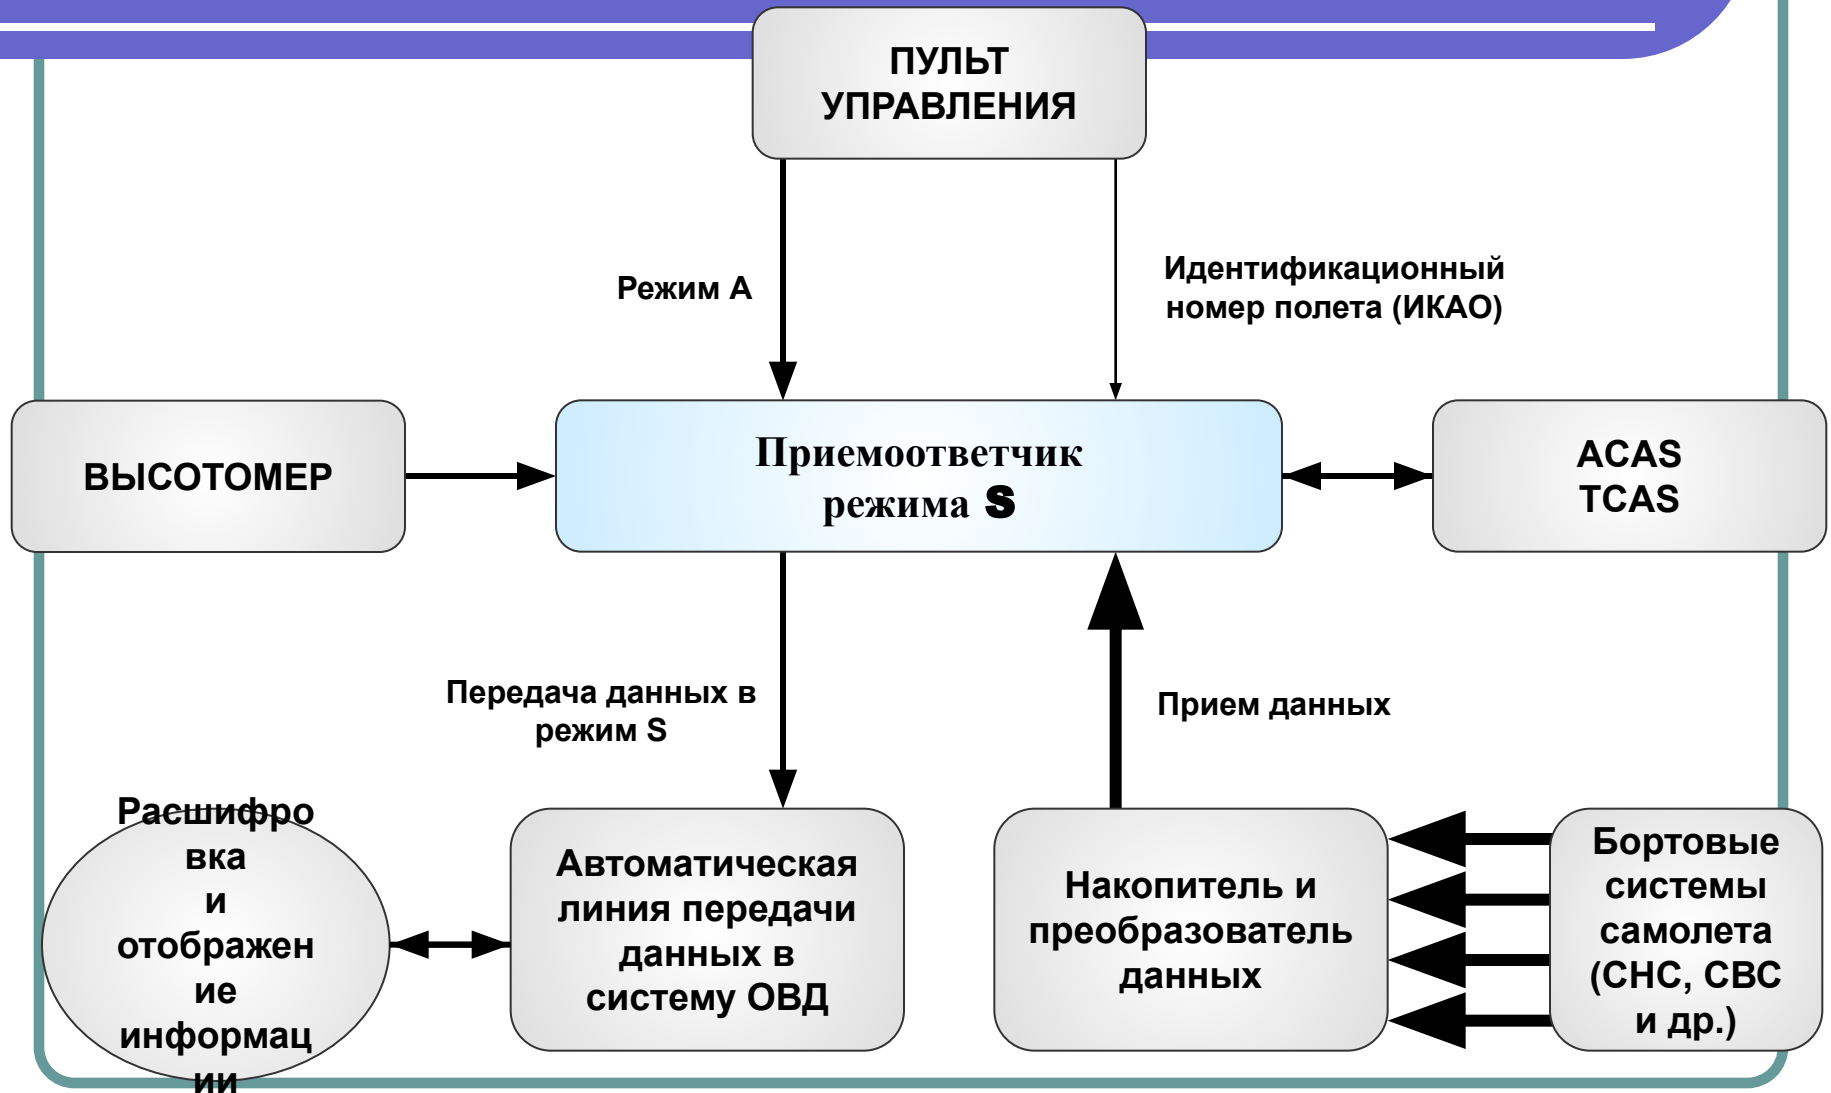 ПУЛЬТ
УПРАВЛЕНИЯ
Режим А
Идентификационный
номер полета (ИКАО)
ВЫСОТОМЕР
Приемоответчик
режима S
ACAS
TCAS
Передача данных в
режим S
Прием данных
Расшифро
вка
и
отображен
ие
информац
ии
Автоматическая
линия передачи
данных в
систему ОВД
Накопитель и
преобразователь
данных
Бортовые
системы
самолета
(СНС, СВС
и др.)